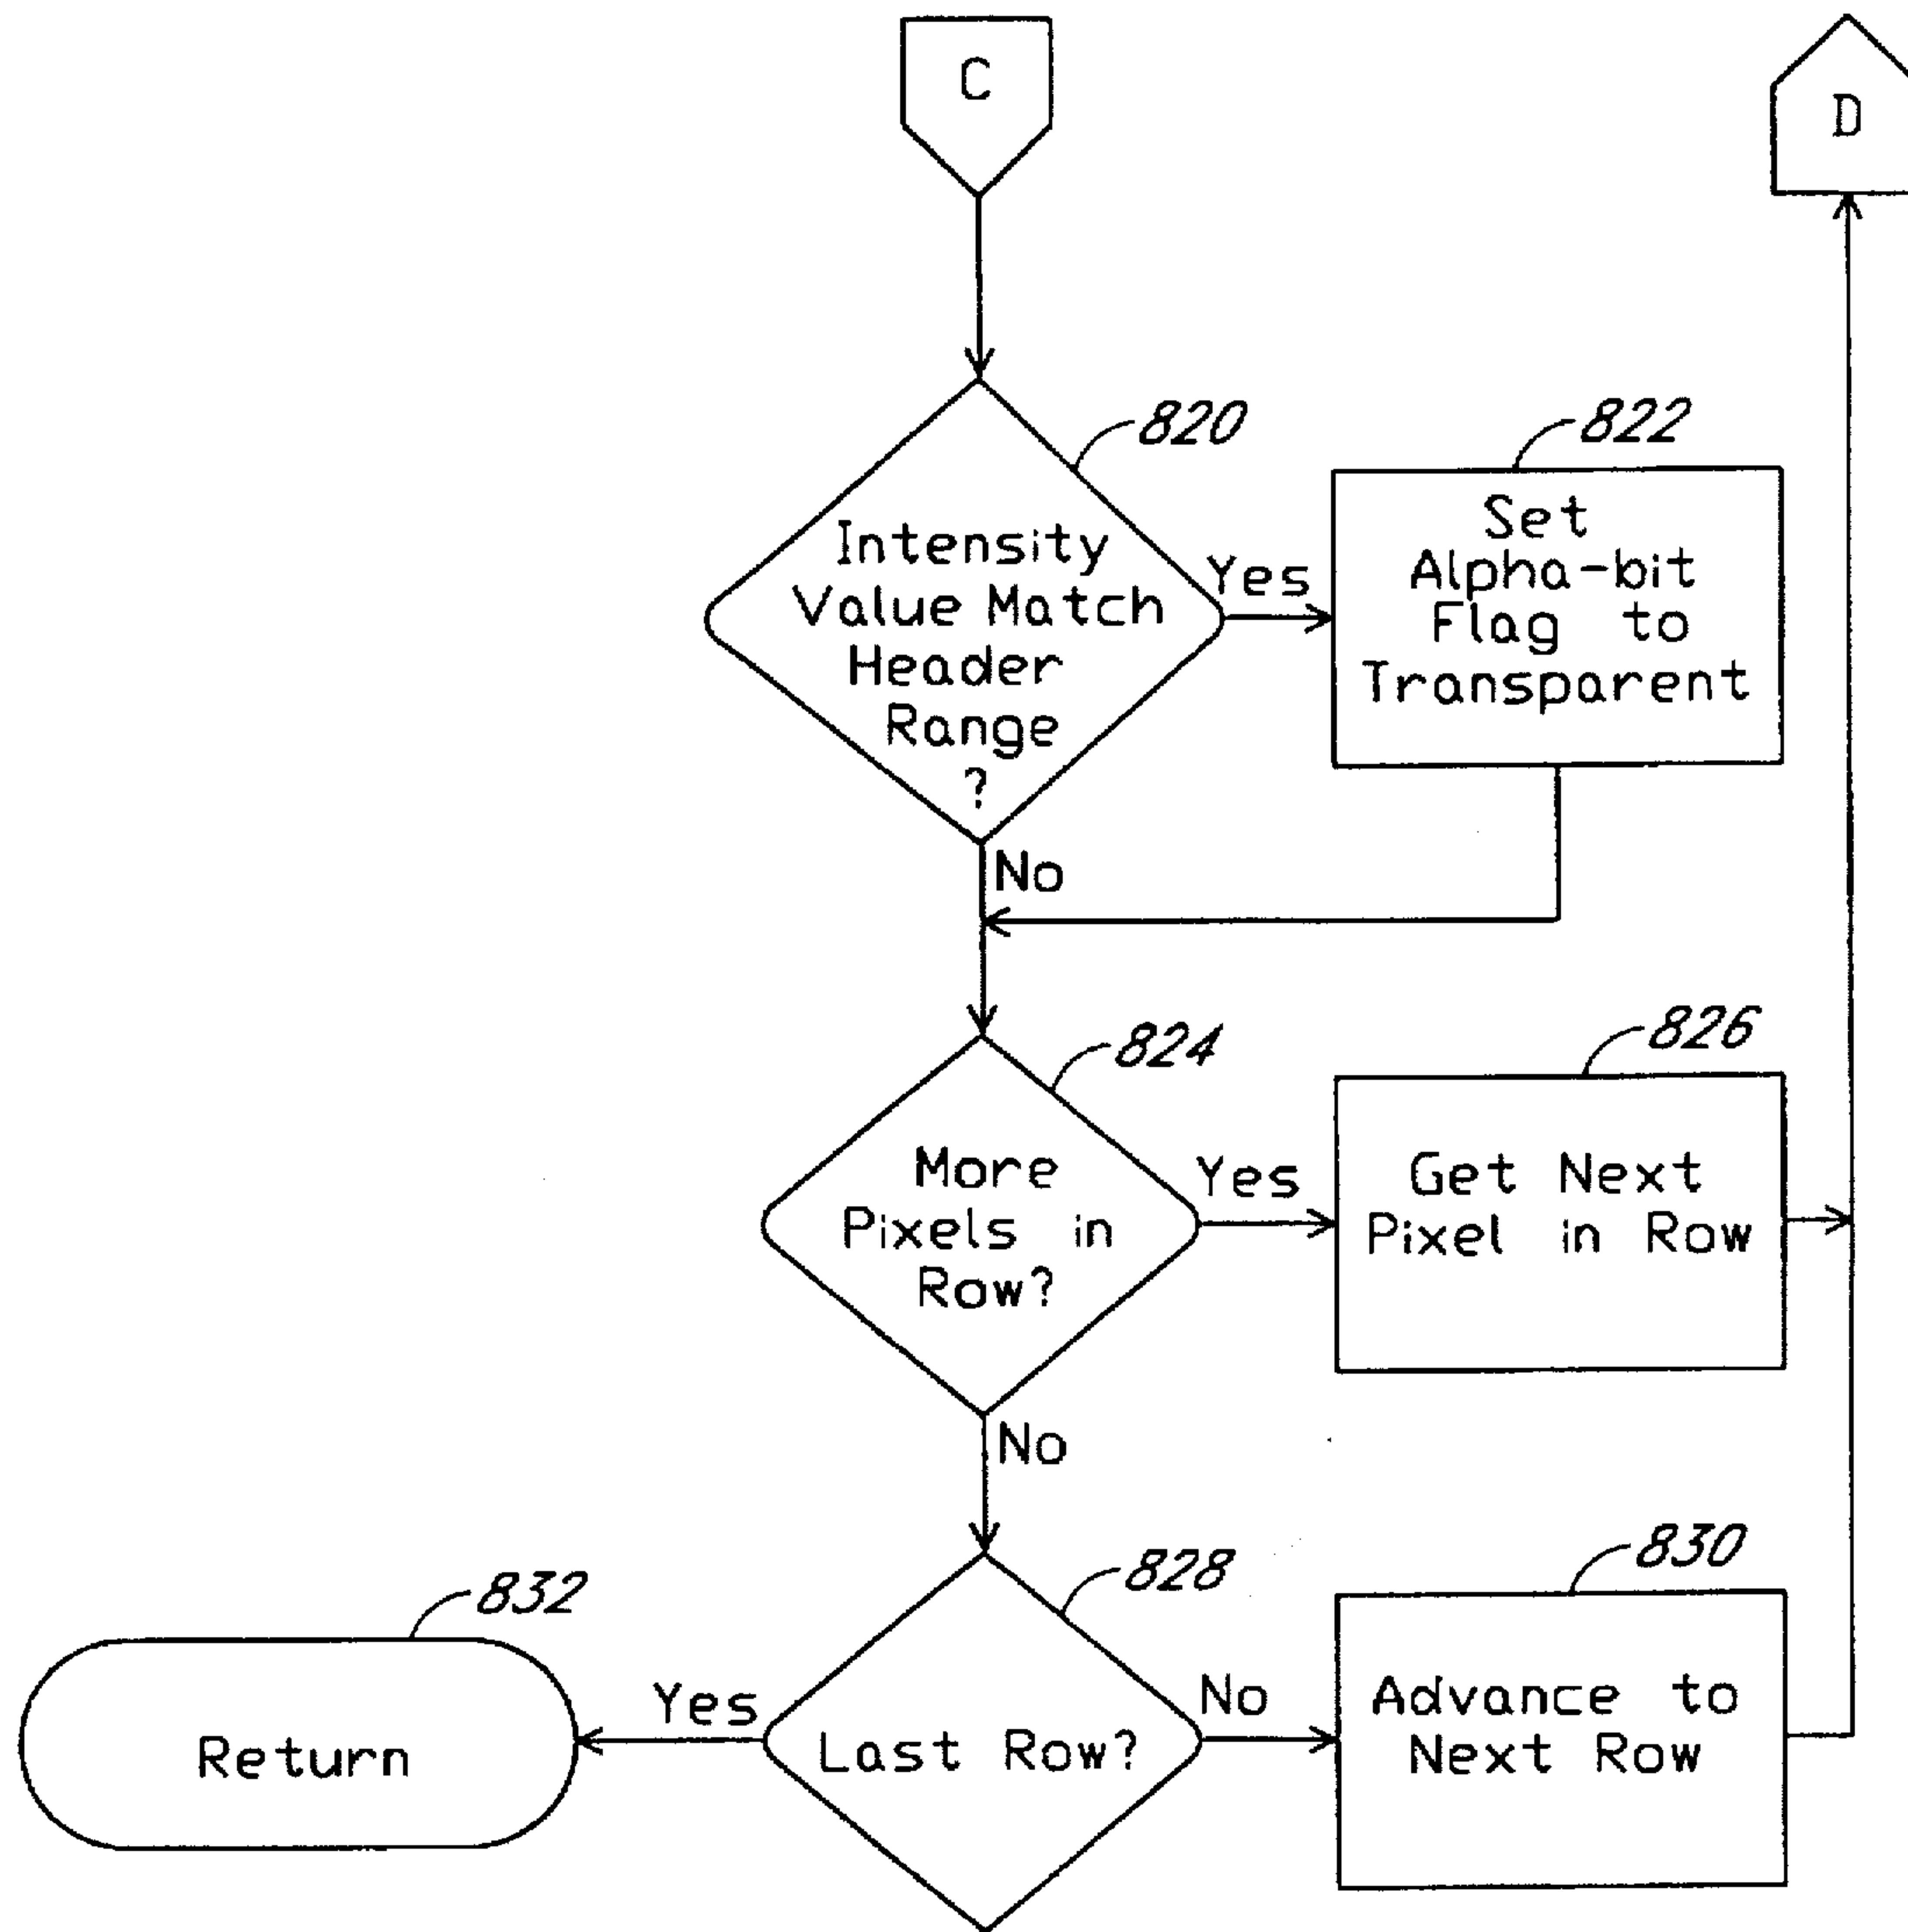 C
D
820
822
Intensity
Value Match
Header
Range
?
Yes
Set
Alpha-bit
Flag to
Transparent
No
824
826
More
Pixels in
Row?
Yes
Get Next
Pixel in Row
No
828
830
832
Return
Yes
Last Row?
No
Advance to
Next Row